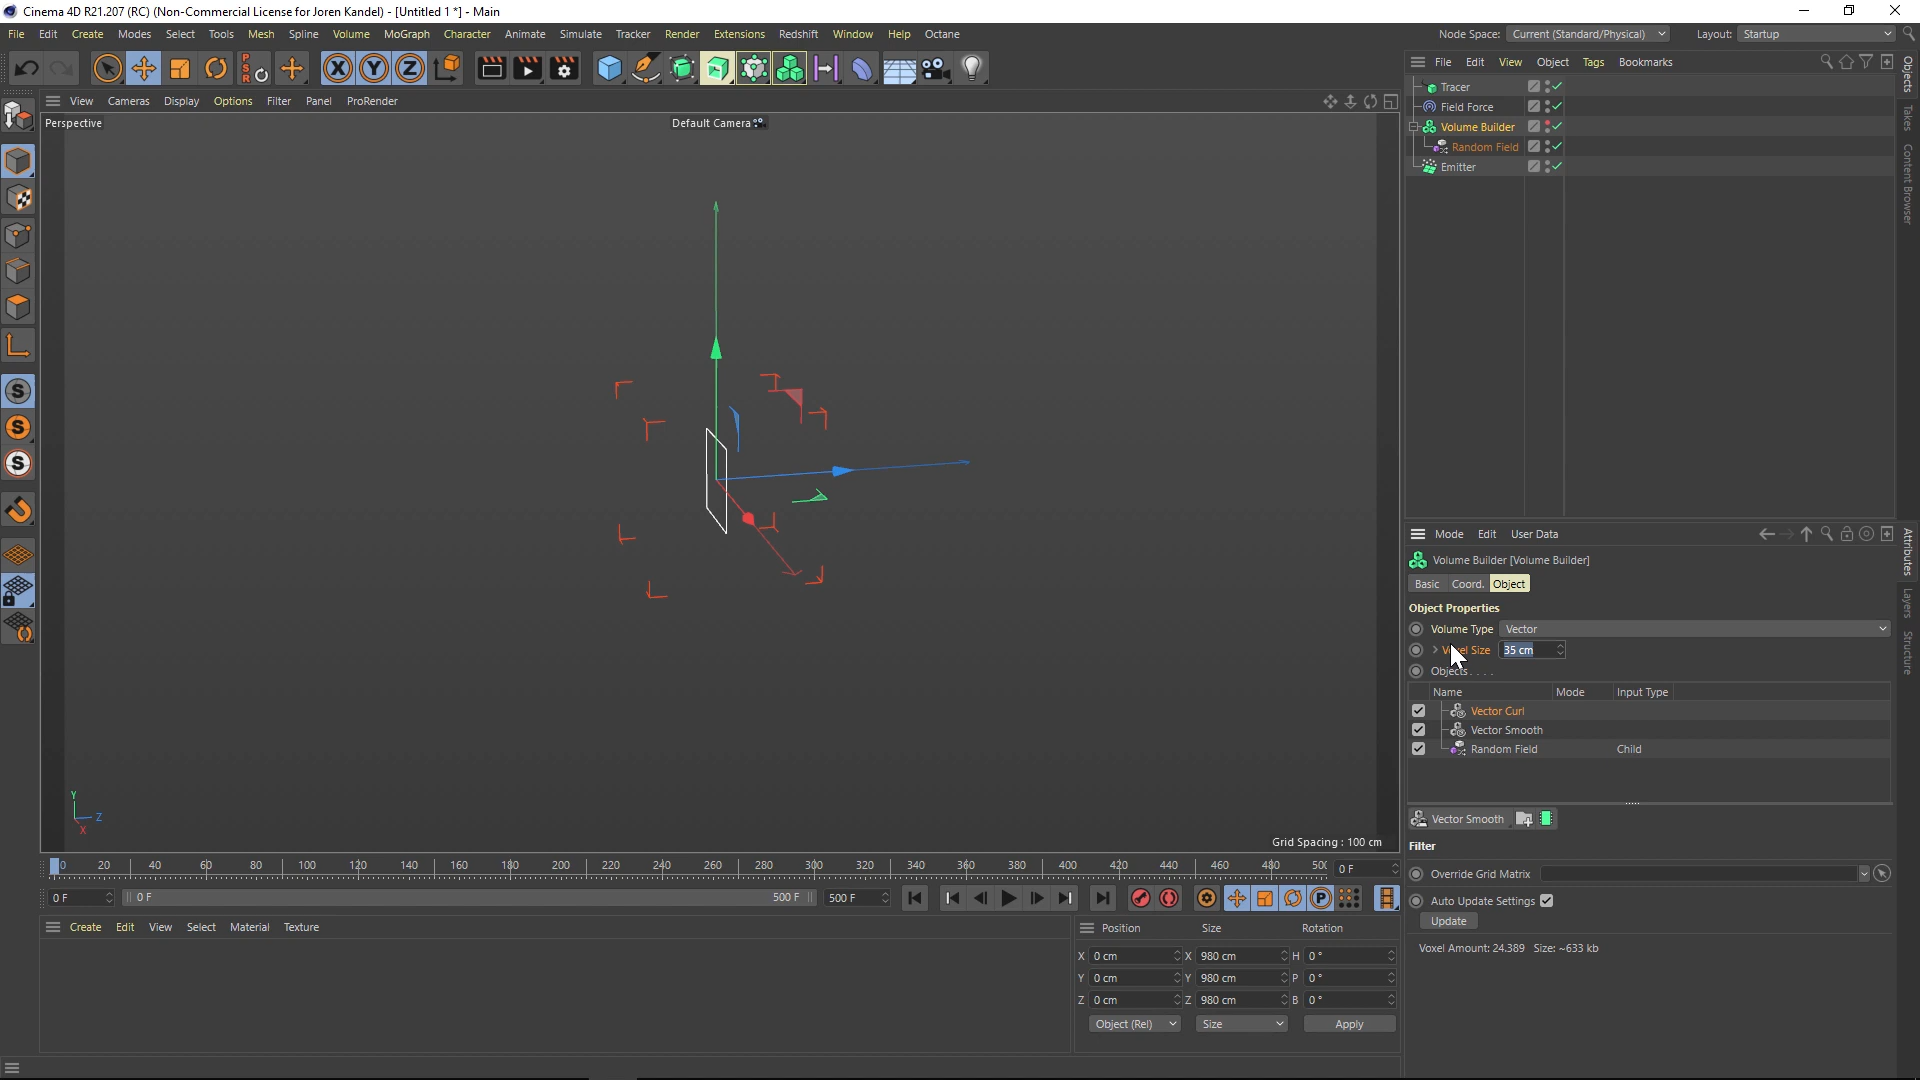 Cinema 4D R21.207 (RC) (Non-Commercial License for Joren Kandel) - [Untitled 1 *] - Main
File Edit Create Modes Select Tools Mesh Spline Volume MoGraph Character Animate Simulate Tracker Render Extensions Redshift Window Help Octane Node Space: Current (Standard/Physical) Layout: Startup
X Y Z
View Cameras Display Options Filter Panel ProRender
File Edit View Object Tags Bookmarks
Perspective
Default Camera
Tracer
Field Force
Volume Builder
Random Field
Emitter
Objects
Takes
Content Browser
Mode Edit User Data
Volume Builder [Volume Builder]
Basic Coord. Object
Object Properties
Volume Type Vector
Size 35 cm
Objects . . . .
Name Mode Input Type
Vector Curl
Vector Smooth
Random Field Child
Vector Smooth
Filter
Override Grid Matrix
Auto Update Settings
Update
Voxel Amount: 24.389 Size: ~633 kb
Attributes
Layers
Structure
Y
Z
X
Grid Spacing : 100 cm
0 20 40 60 80 100 120 140 160 180 200 220 240 260 280 300 320 340 360 380 400 420 440 460 480 500 0 F
0 F 0 F 500 F 500 F
Create Edit View Select Material Texture
Position Size Rotation
X 0 cm X 980 cm H 0 °
Y 0 cm Y 980 cm P 0 °
Z 0 cm Z 980 cm B 0 °
Object (Rel) Size Apply